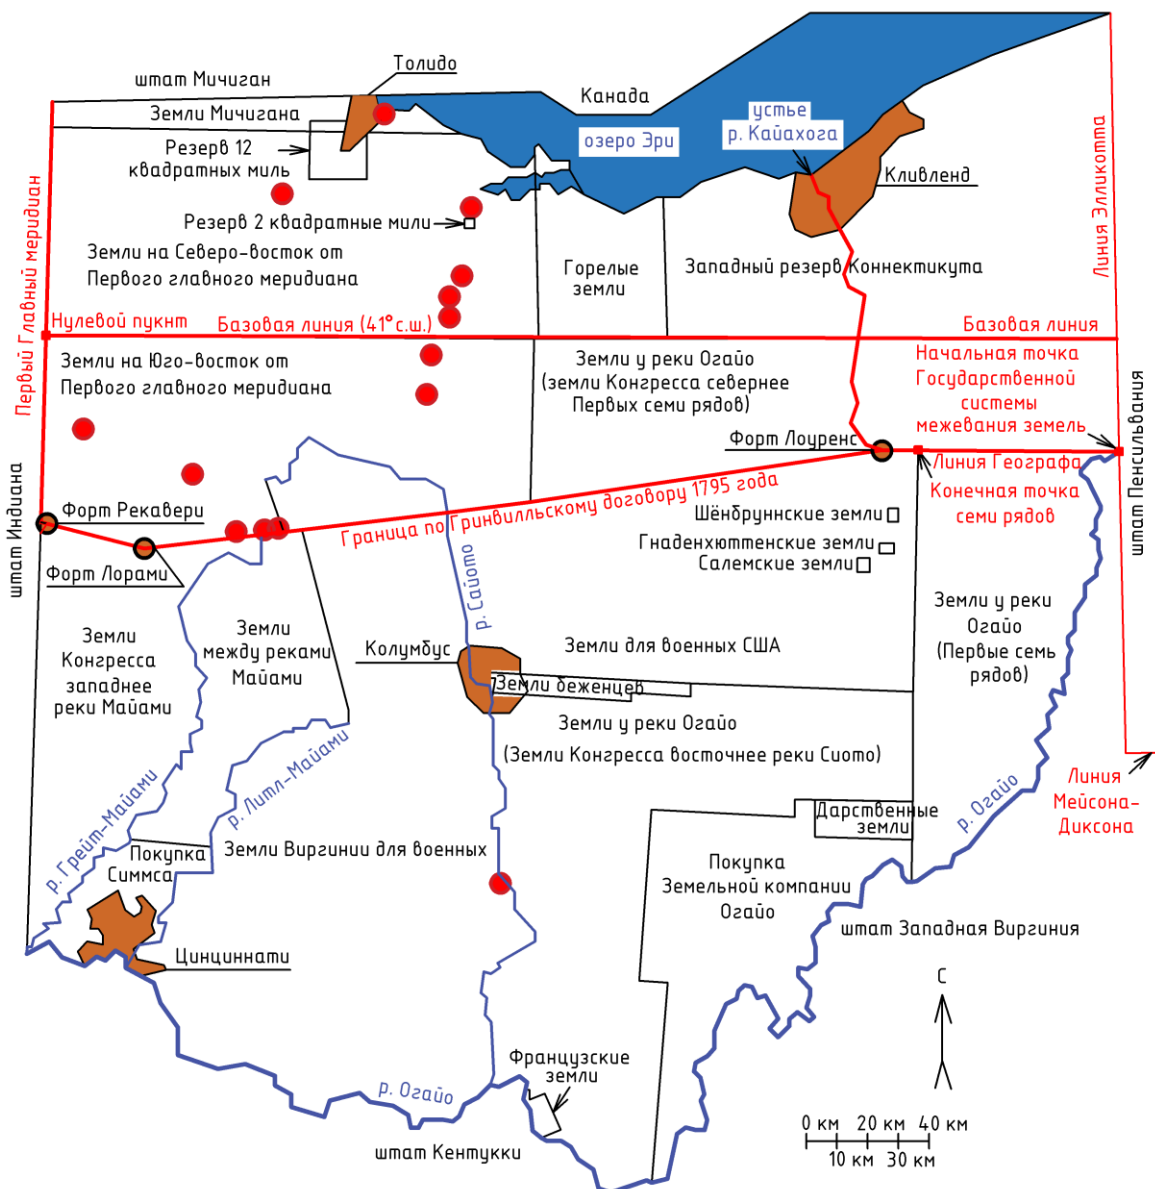 Толидо
штат Мичиган
Канада
Земли Мичигана
устье
р. Кайахога
озеро Эри
Резерв 12
квадратных миль
Кливленд
Линия Элликотта
Первый Главный меридиан
Резерв 2 квадратные мили
Земли на Северо-восток от
Первого главного меридиана
Горелые
земли
Западный резерв Коннектикута
Нулевой пукнт
Базовая линия (41°с.ш.)
Базовая линия
Земли на Юго-восток от
Первого главного меридиана
Земли у реки Огайо
(земли Конгресса севернее
Первых семи рядов)
Начальная точка
Государственной
системы
межевания земель
штат Пенсильвания
Форт Лоуренс
Линия Географа
Конечная точка
семи рядов
Граница по Гринвилльскому договору 1795 года
Форт Рекавери
штат Индиана
Форт Лорами
Шёнбруннские земли
Гнаденхюттенские земли
Салемские земли
р. Сайото
Земли у реки
Огайо
(Первые семь
рядов)
Земли
Конгресса
западнее
реки Майами
Земли
между реками
Майами
Колумбус
Земли для военных США
Земли беженцев
Земли у реки Огайо
(Земли Конгресса восточнее реки Сиото)
р. Грейт-Майами
р. Литл-Майами
р. Огайо
Линия
Мейсона-
Диксона
Дарственные
земли
Покупка
Симмса
Земли Виргинии для военных
Покупка
Земельной компании
Огайо
штат Западная Виргиния
Цинциннати
С
Французские
земли
р. Огайо
штат Кентукки
0 км 20 км 40 км
10 км 30 км